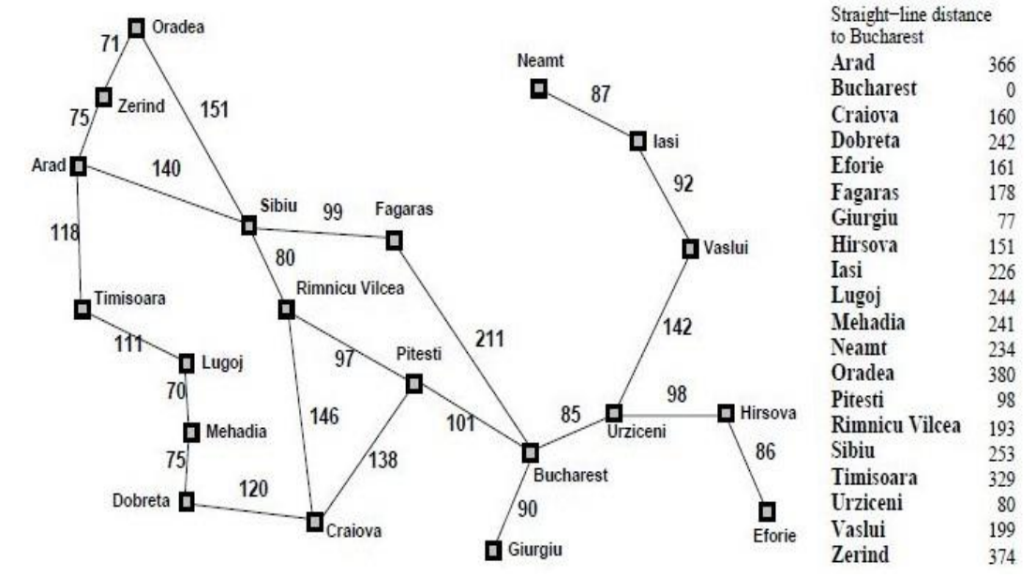 Oradea
71
Neamt
Zerind
87
75
151
Iasi
Arad
140
92
Sibiu
99
Fagaras
118
Vaslui
80
Timisoara
Rimnicu Vilcea
142
111
211
Lugoj
97
Pitesti
70
98
Hirsova
146
101
85
Urziceni
Mehadia
86
75
138
Bucharest
120
Dobreta
90
Craiova
Eforie
Giurgiu
Straight-line distance
to Bucharest
Arad 366
Bucharest 0
Craiova 160
Dobreta 242
Eforie 161
Fagaras 178
Giurgiu 77
Hirsova 151
Iasi 226
Lugoj 244
Mehadia 241
Neamt 234
Oradea 380
Pitesti 98
Rimnicu Vilcea 193
Sibiu 253
Timisoara 329
Urziceni 80
Vaslui 199
Zerind 374